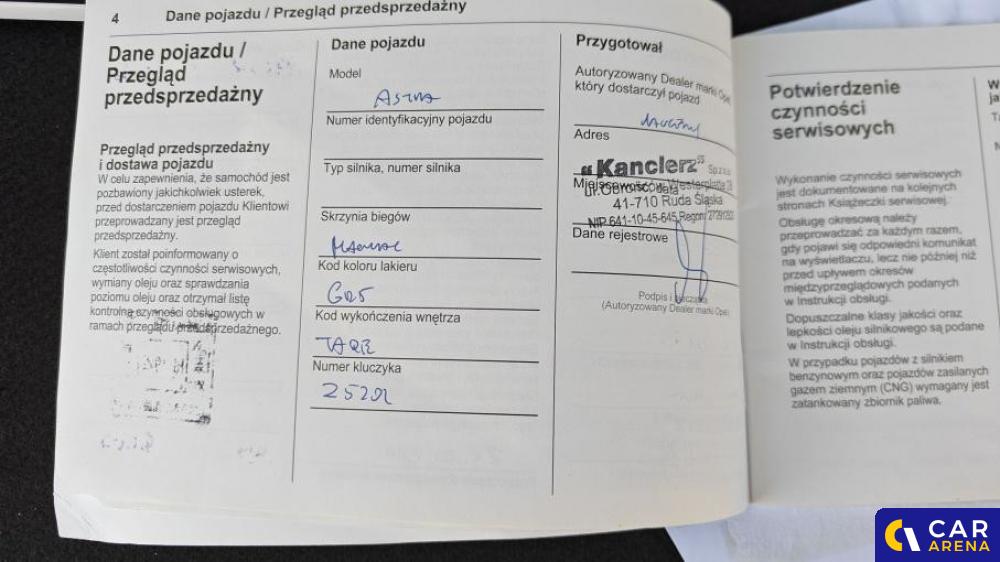 4
Dane pojazdu / Przegląd przedsprzedażny
Dane pojazdu /
Przegląd
przedsprzedażny
Przegląd przedsprzedażny
i dostawa pojazdu
W celu zapewnienia, że samochód jest
pozbawiony jakichkolwiek usterek,
przed dostarczeniem pojazdu Klientowi
przeprowadzany jest przegląd
przedsprzedażny.
Klient został poinformowany o
częstotliwości czynności serwisowych,
wymiany oleju oraz sprawdzania
poziomu oleju oraz otrzymał listę
kontrolną czynności obsługowych w
ramach przeglądu przedsprzedażnego.
Dane pojazdu
Model
ASTRA
Numer identyfikacyjny pojazdu
Typ silnika, numer silnika
Skrzynia biegów
Kod koloru lakieru
Kod wykończenia wnętrza
Numer kluczyka
Przygotował
Autoryzowany Dealer marki Opel,
który dostarczył pojazd
Adres
"Kanclerz" Sp.z o.o.
Miejscowość, data
41-710 Ruda Śląska
NIP 641-10-45-645
Dane rejestrowe
Podpis i pieczątka
(Autoryzowany Dealer marki Opel)
Potwierdzenie
czynności
serwisowych
Wykonanie czynności serwisowych
jest dokumentowane na kolejnych
stronach Książeczki serwisowej.
Obsługę okresową należy
przeprowadzać za każdym razem,
gdy pojawi się odpowiedni komunikat
na wyświetlaczu, lecz nie później niż
przed upływem okresów
międzyprzeglądowych podanych
w Instrukcji obsługi.
Dopuszczalne klasy jakości oraz
lepkości oleju silnikowego są podane
w Instrukcji obsługi.
W przypadku pojazdów z silnikiem
benzynowym oraz pojazdów zasilanych
gazem ziemnym (CNG) wymagany jest
zatankowany zbiornik paliwa.
CAR
ARENA